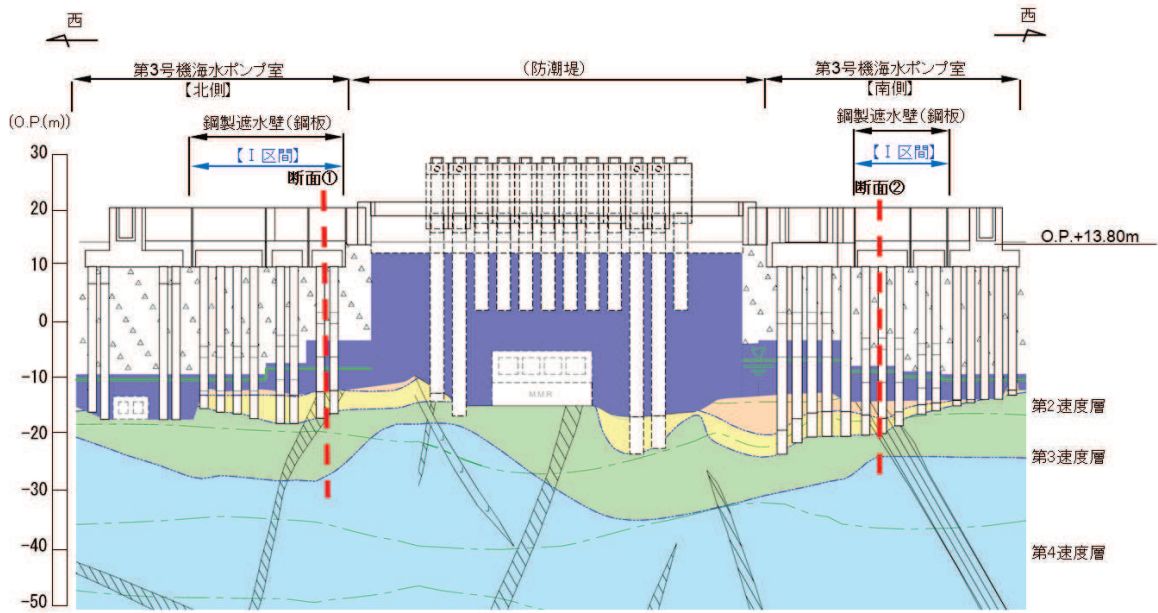 西
西
第3号機海水ポンプ室
【北側】
(防潮堤)
第3号機海水ポンプ室
【南側】
(O.P.(m))
鋼製遮水壁(鋼板)
鋼製遮水壁(鋼板)
【Ⅰ区間】
【Ⅰ区間】
断面①
断面②
30
20
10
0
-10
-20
-30
-40
-50
O.P.+13.80m
MMR
第2速度層
第3速度層
第4速度層